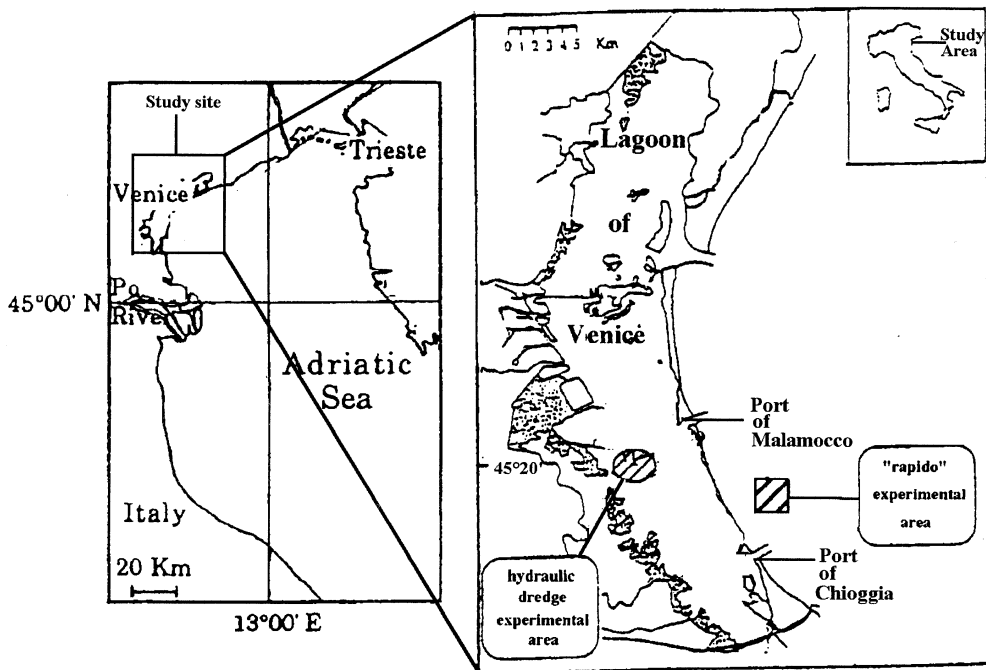 Study site
Trieste
Venice
Po
River
45°00' N
Adriatic
Sea
Italy
20 Km
13°00' E
0 1 2 3 4 5 Km
Study
Area
Lagoon
of
Venice
Port
of
Malamocco
45°20'
"rapido"
experimental
area
Port
of
Chioggia
hydraulic
dredge
experimental
area